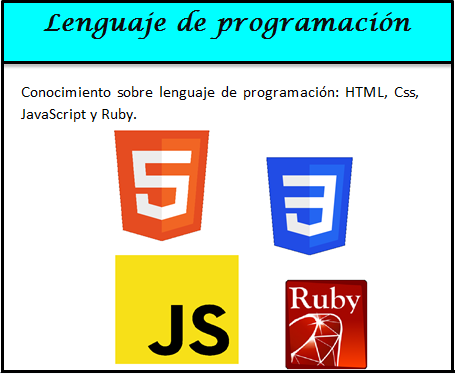 Lenguaje de programación
Conocimiento sobre lenguaje de programación: HTML, Css,
JavaScript y Ruby.
5
3
JS
Ruby